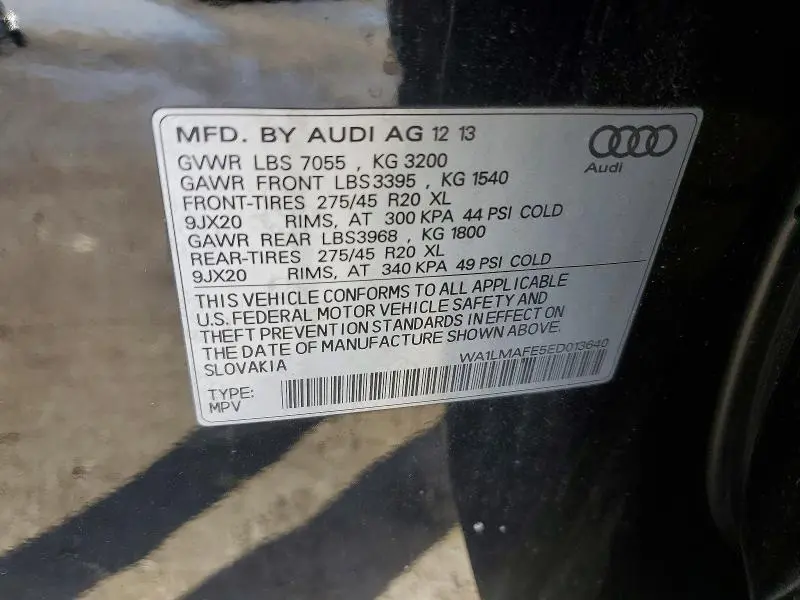 MFD. BY AUDI AG 12 13
Audi
GVWR LBS 7055 , KG 3200
GAWR FRONT LBS3395 , KG 1540
FRONT-TIRES 275/45 R20 XL
9JX20 RIMS, AT 300 KPA 44 PSI COLD
GAWR REAR LBS3968 , KG 1800
REAR-TIRES 275/45 R20 XL
9JX20 RIMS, AT 340 KPA 49 PSI COLD
THIS VEHICLE CONFORMS TO ALL APPLICABLE
U.S. FEDERAL MOTOR VEHICLE SAFETY AND
THEFT PREVENTION STANDARDS IN EFFECT ON
THE DATE OF MANUFACTURE SHOWN ABOVE.
SLOVAKIA
WA1LMAFE5ED013640
TYPE:
MPV